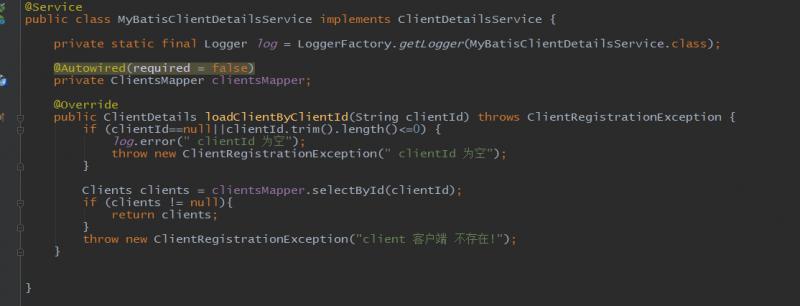 @Service
public class MyBatisClientDetailsService implements ClientDetailsService {
private static final Logger log = LoggerFactory.getLogger(MyBatisClientDetailsService.class);
@Autowired(required = false)
private ClientsMapper clientsMapper;
@Override
public ClientDetails loadClientByClientId(String clientId) throws ClientRegistrationException {
if (clientId==null||clientId.trim().length()<=0) {
log.error(" clientId 为空");
throw new ClientRegistrationException(" clientId 为空");
}
Clients clients = clientsMapper.selectById(clientId);
if (clients != null){
return clients;
}
throw new ClientRegistrationException("client 客户端 不存在!");
}
}